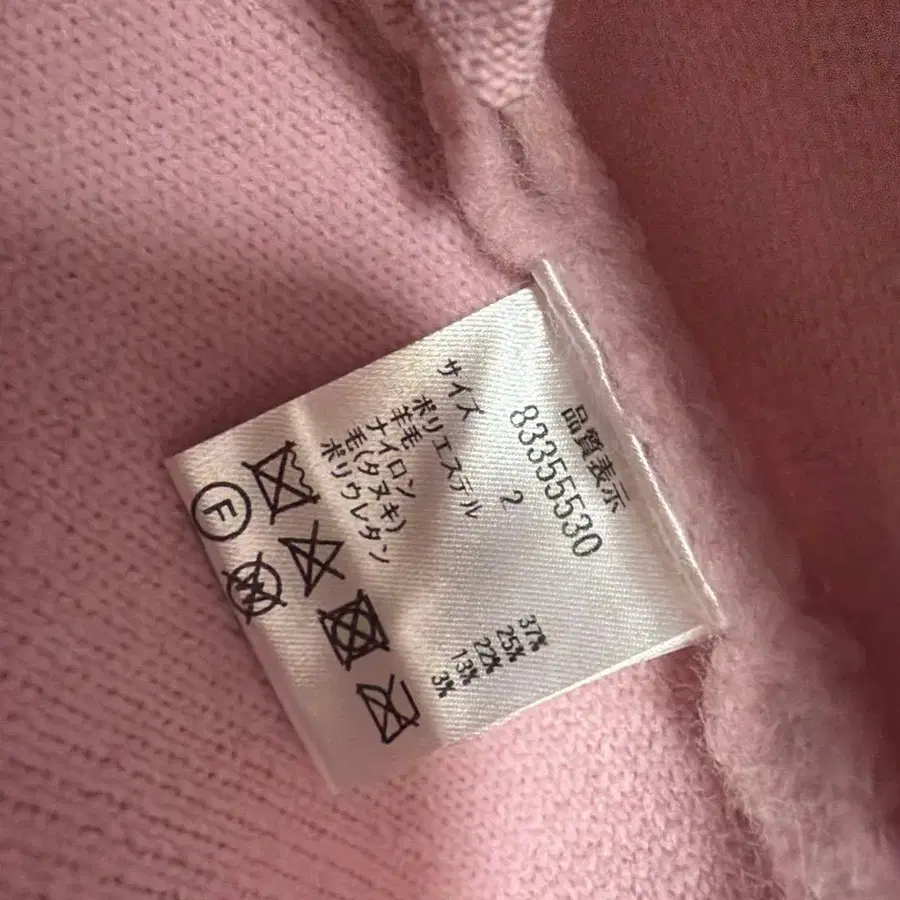 品質表示
83355530
サイズ 2
ポリエステル 37%
羊毛 25%
ナイロン 22%
毛(タヌキ) 13%
ポリウレタン 3%
F
W